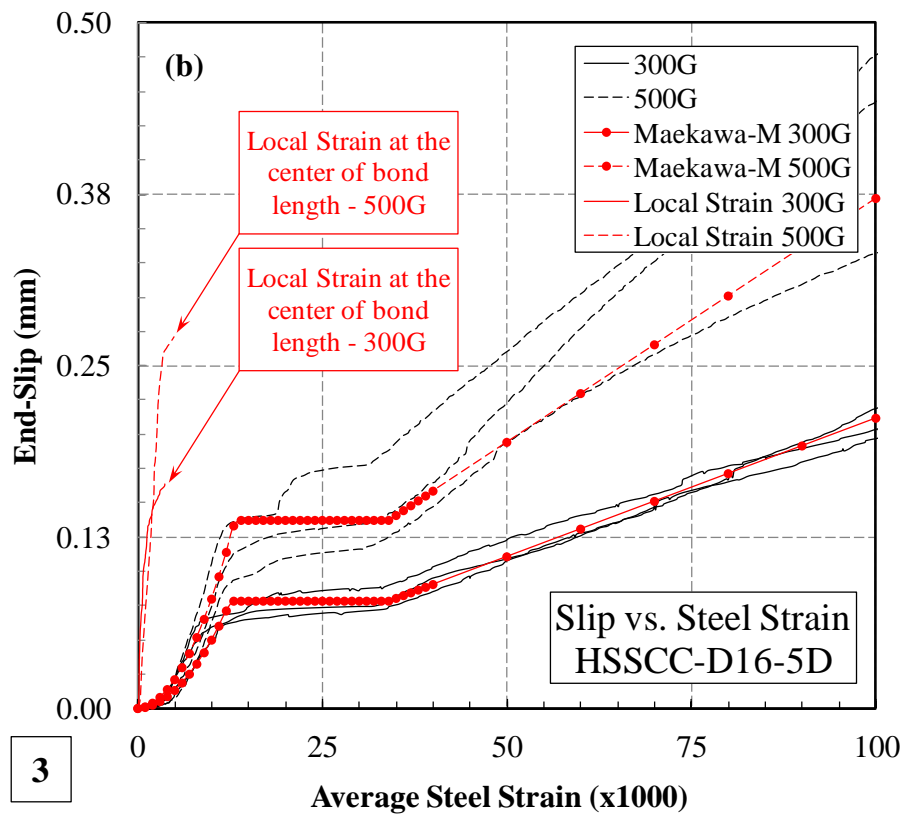 0.50
0.38
0.25
0.13
0.00
End-Slip (mm)
(b)
Local Strain at the
center of bond
length - 500G
Local Strain at the
center of bond
length - 300G
300G
500G
Maekawa-M 300G
Maekawa-M 500G
Local Strain 300G
Local Strain 500G
Slip vs. Steel Strain
HSSCC-D16-5D
0
25
50
75
100
Average Steel Strain (x1000)
3